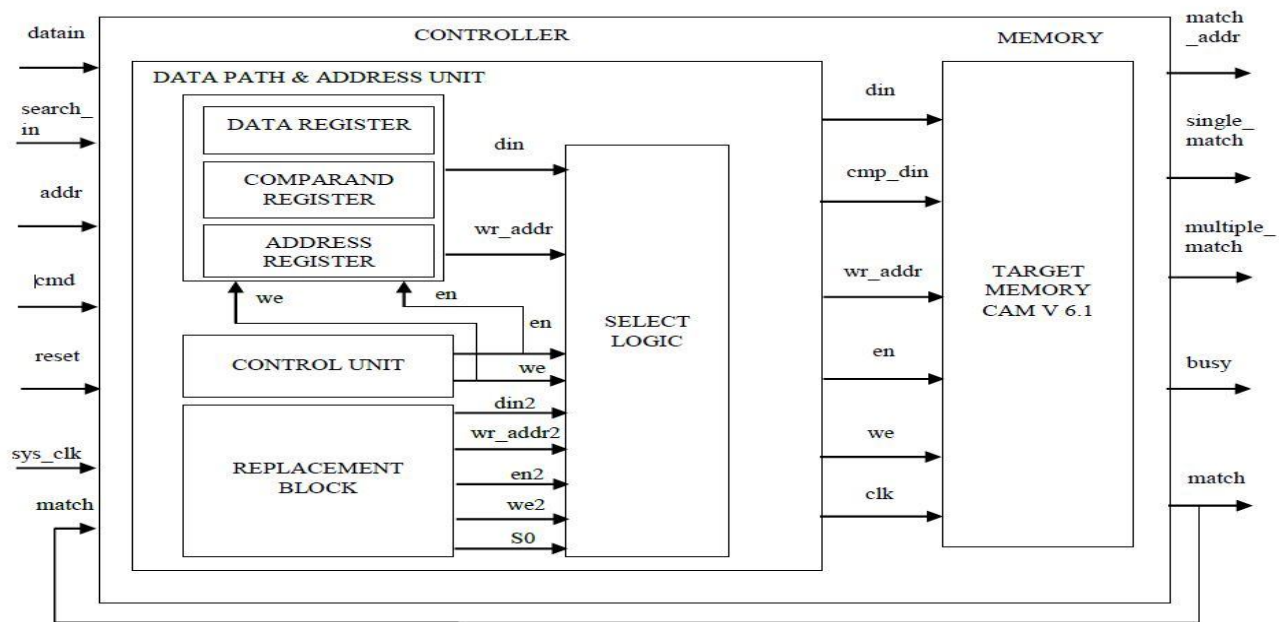 datain
search_
in
addr
cmd
reset
sys_clk
match
CONTROLLER
DATA PATH & ADDRESS UNIT
DATA REGISTER
COMPARAND
REGISTER
ADDRESS
REGISTER
din
wr_addr
we
en
en
we
CONTROL UNIT
REPLACEMENT
BLOCK
din2
wr_addr2
en2
we2
S0
SELECT
LOGIC
din
cmp_din
wr_addr
en
we
clk
MEMORY
TARGET
MEMORY
CAM V 6.1
match
_addr
single_
match
multiple_
match
busy
match